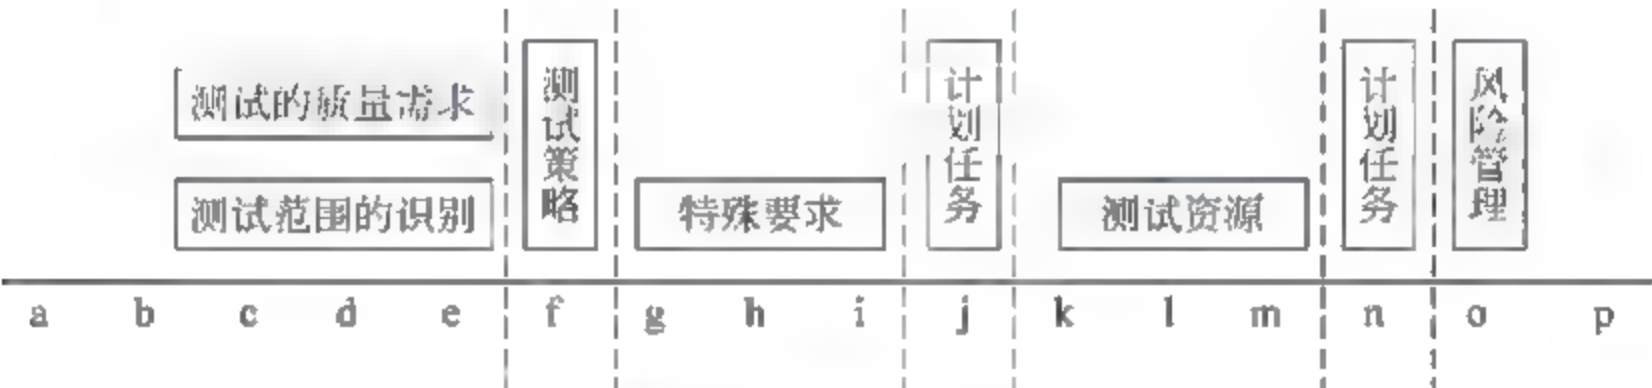 测试的质量需求
测试范围的识别
测试策略
特殊要求
计划任务
测试资源
计划任务
风险管理
a b c d e f g h i j k l m n o p